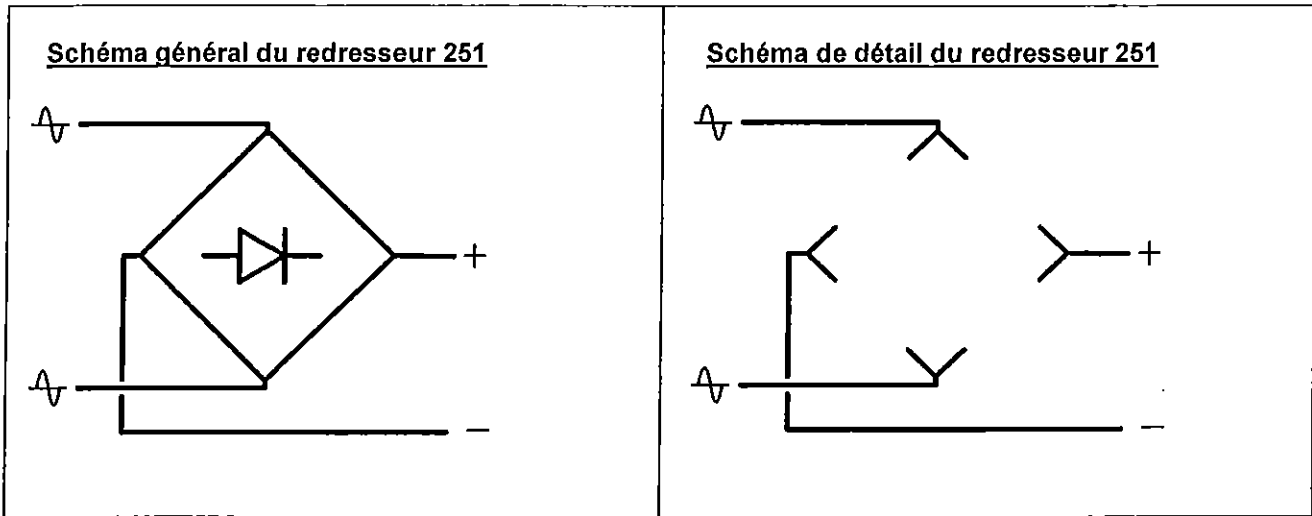 Schéma général du redresseur 251
+
-
Schéma de détail du redresseur 251
+
-